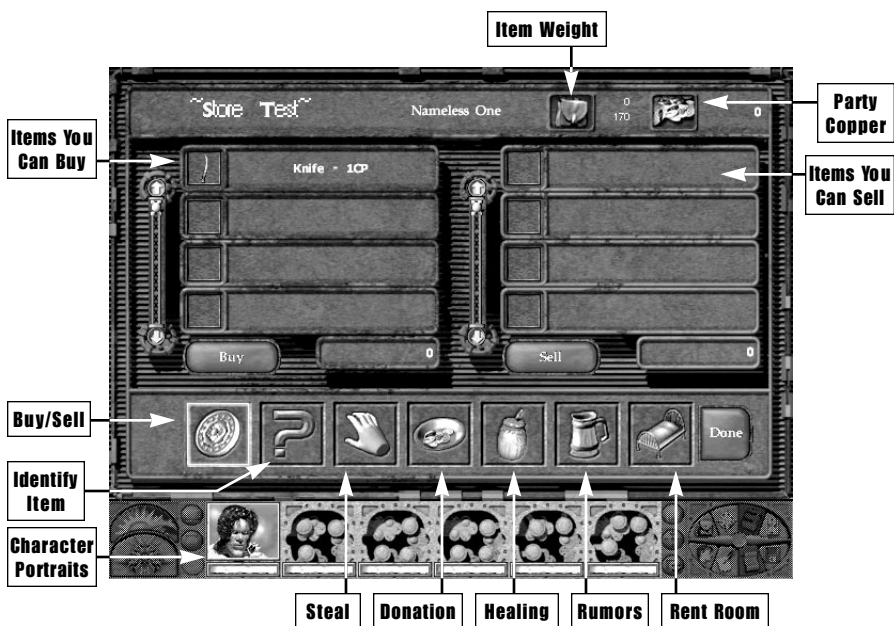 Item Weight
~Store Test~
Nameless One
0
170
0
Party
Copper
Items You
Can Buy
Knife - 1CP
Items You
Can Sell
Buy
0
Sell
0
Buy/Sell
Done
Identify
Item
Character
Portraits
Steal
Donation
Healing
Rumors
Rent Room